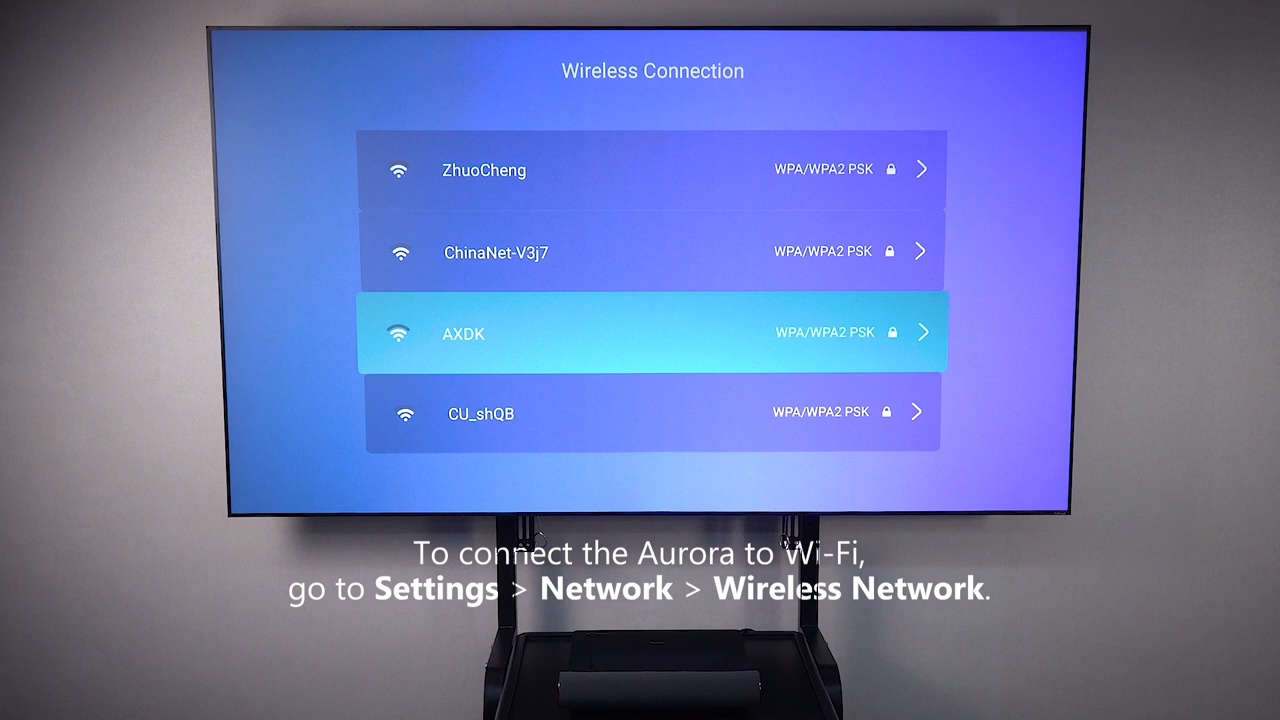 Wireless Connection
ZhuoCheng WPA/WPA2 PSK
ChinaNet-V3j7 WPA/WPA2 PSK
AXDK WPA/WPA2 PSK
CU_shQB WPA/WPA2 PSK
To connect the Aurora to Wi-Fi,
go to Settings > Network > Wireless Network.